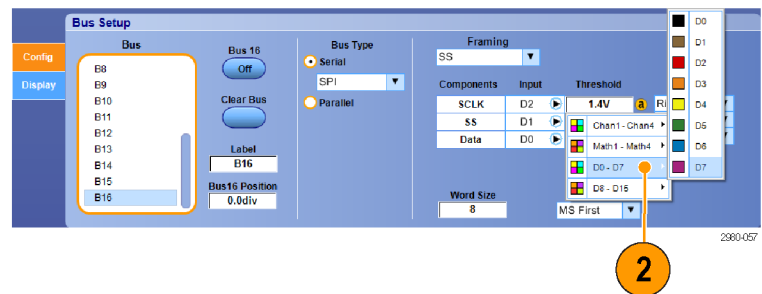 Bus Setup
Config
Display
Bus
B8
B9
B10
B11
B12
B13
B14
B15
B16
Bus 16
Off
Clear Bus
Label
B16
Bus16 Position
0.0div
Bus Type
Serial
SPI
Parallel
Framing
SS
Components Input Threshold
SCLK D2 1.4V a Ri
SS D1
Data D0
Chan1 - Chan4
Math1 - Math4
D0 - D7
D8 - D15
Word Size
8
MS First
D0
D1
D2
D3
D4
D5
D6
D7
2980-057
2